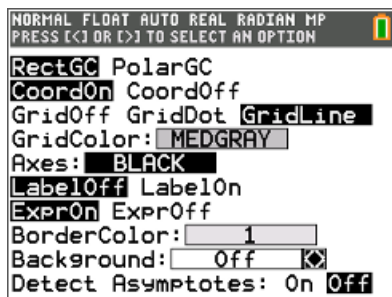 NORMAL FLOAT AUTO REAL RADIAN MP
PRESS [<] OR [>] TO SELECT AN OPTION
RectGC PolarGC
CoordOn CoordOff
GridOff GridDot GridLine
GridColor: MEDGRAY
Axes: BLACK
LabelOff LabelOn
ExprOn ExprOff
BorderColor: 1
Background: Off
Detect Asymptotes: On Off